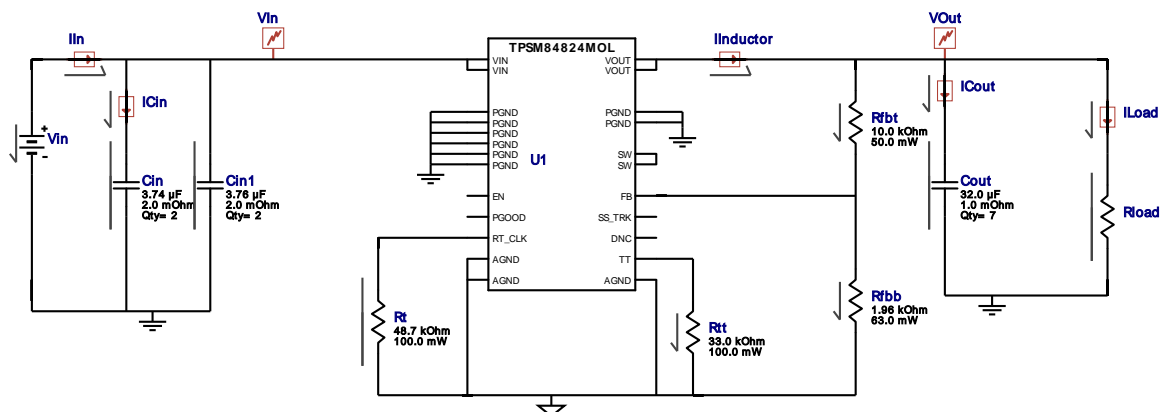 VIn
VOut
IIn
TPSM84824MOL
IInductor
VIN
VIN
VOUT
VOUT
ICin
ICout
ILoad
+
Vin
-
PGND
PGND
PGND
PGND
PGND
PGND
PGND
PGND
U1
SW
SW
Rfbt
10.0 kOhm
50.0 mW
Cin
3.74 µF
2.0 mOhm
Qty= 2
Cin1
3.76 µF
2.0 mOhm
Qty= 2
EN
FB
PGOOD
SS_TRK
RT_CLK
DNC
AGND
TT
AGND
AGND
Cout
32.0 µF
1.0 mOhm
Qty= 7
Rload
Rt
48.7 kOhm
100.0 mW
Rtt
33.0 kOhm
100.0 mW
Rfbb
1.96 kOhm
63.0 mW